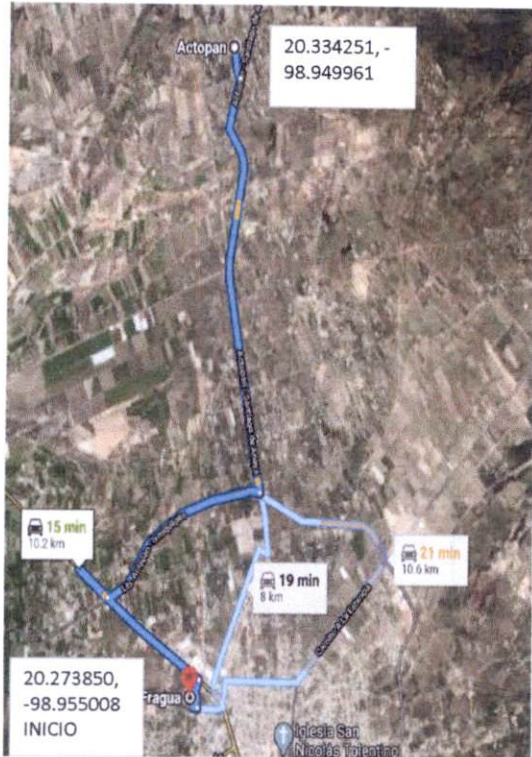 Actopan
20.334251, -
98.949961
15 min
10.2 km
19 min
8 km
21 min
10.6 km
20.273850,
-98.955008
INICIO
Fragua
Iglesia San
Nicolás Tolentino